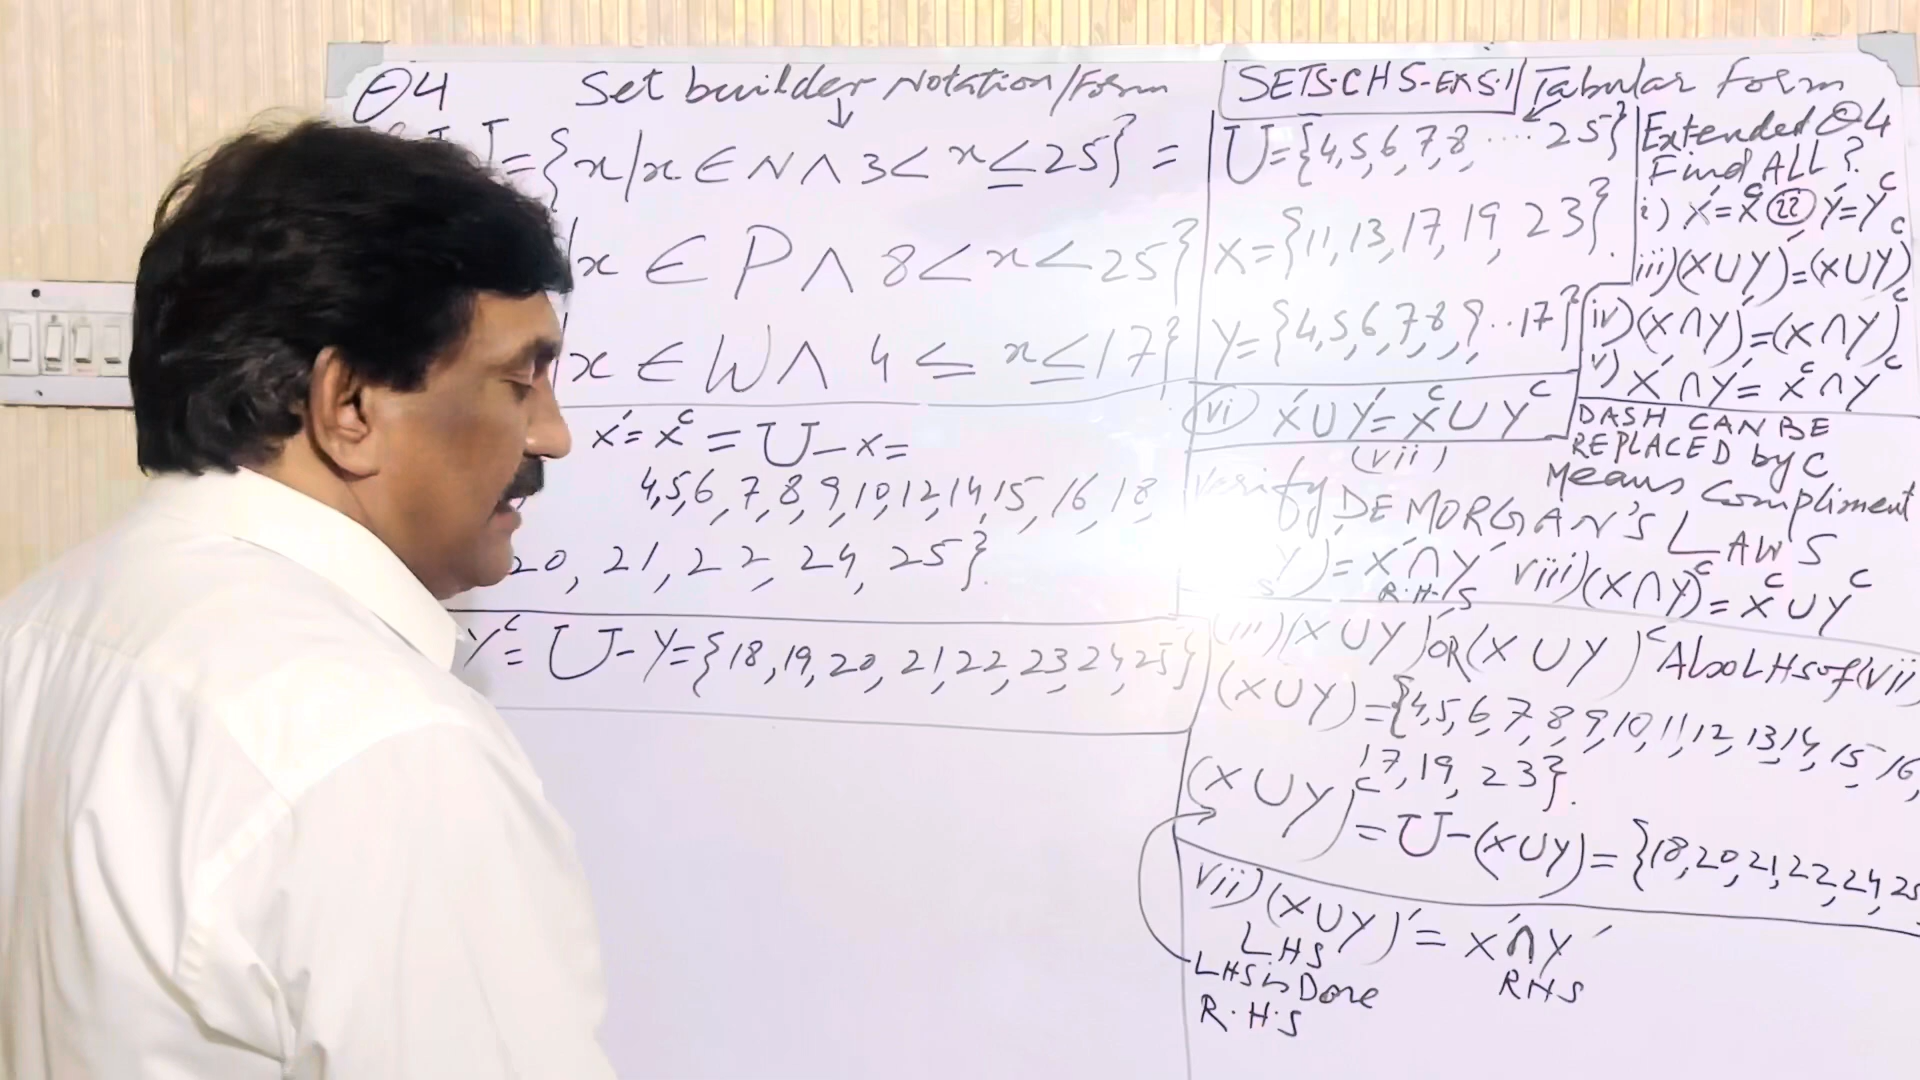 Q4 Set builder Notation/Form
= {x/x ∈ N ∧ 3 < x ≤ 25} =
/x ∈ P ∧ 8 < x < 25}
/x ∈ W ∧ 4 ≤ x ≤ 17}
X′ = X^c = U - X =
4, 5, 6, 7, 8, 9, 10, 12, 14, 15, 16, 18,
20, 21, 22, 24, 25}.
Y^c = U - Y = {18, 19, 20, 21, 22, 23, 24, 25}
SETS-CH5-EX5.1 Tabular Form
U = {4, 5, 6, 7, 8, .... 25}
X = {11, 13, 17, 19, 23}.
Y = {4, 5, 6, 7, 8, 9, .. 17}
Extended Q4
Find ALL?
i) X′ = X^c (ii) Y′ = Y^c
iii) (X ∪ Y)′ = (X ∪ Y)^c
iv) (X ∩ Y)′ = (X ∩ Y)^c
v) X′ ∩ Y′ = X^c ∩ Y^c
(vi) X′ ∪ Y′ = X^c ∪ Y^c
DASH CAN BE
REPLACED by C
Means Compliment
(vii)
Verify DEMORGAN'S LAWS
Y) = X′ ∩ Y′ viii) (X ∩ Y)^c = X^c ∪ Y^c
R.H.S
(iii) (X ∪ Y)′ OR (X ∪ Y)^c Also LHS of (vii)
(X ∪ Y) = {4, 5, 6, 7, 8, 9, 10, 11, 12, 13, 14, 15, 16,
17, 19, 23}.
(X ∪ Y)^c = U - (X ∪ Y) = {18, 20, 21, 22, 24, 25
vii) (X ∪ Y)′ = X′ ∩ Y′
LHS RHS
LHS is Done
R.H.S